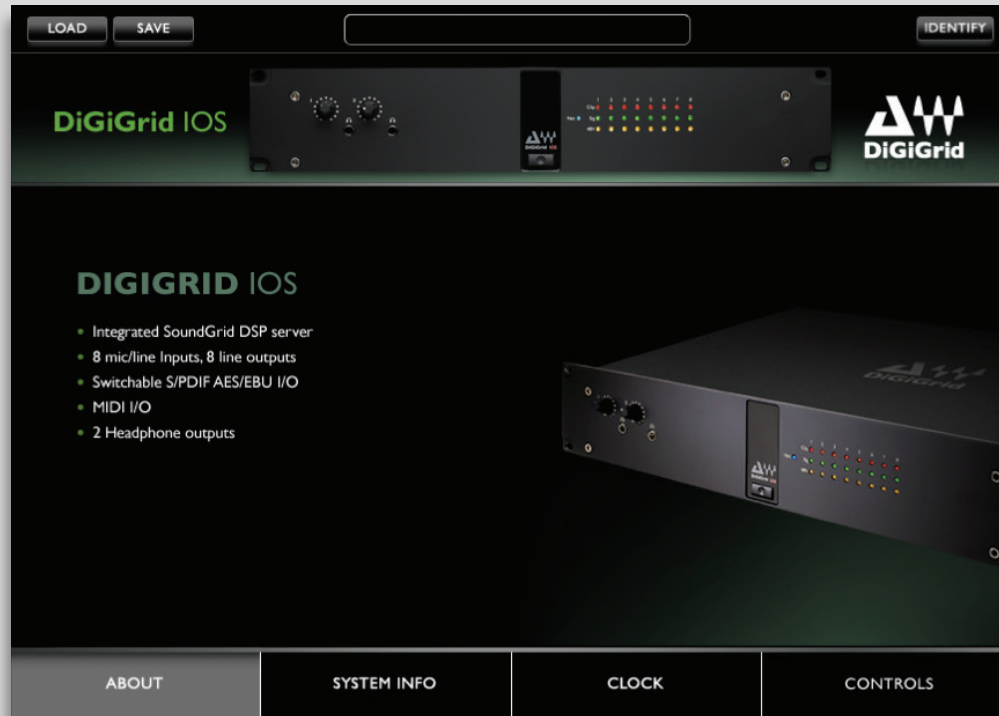 LOAD SAVE IDENTIFY
DiGiGrid IOS
DiGiGrid
DIGIGRID IOS
• Integrated SoundGrid DSP server
• 8 mic/line Inputs, 8 line outputs
• Switchable S/PDIF AES/EBU I/O
• MIDI I/O
• 2 Headphone outputs
DiGiGrid
ABOUT SYSTEM INFO CLOCK CONTROLS